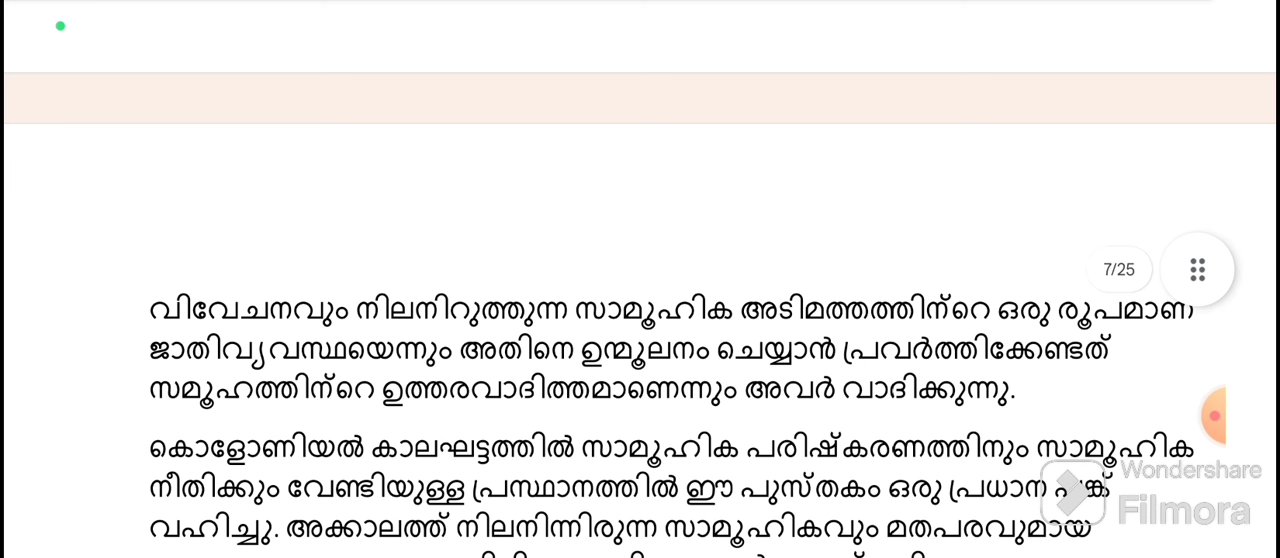 7/25
വിവേചനവും നിലനിറുത്തുന്ന സാമൂഹിക അടിമത്തത്തിന്റെ ഒരു രൂപമാണ്
ജാതിവ്യവസ്ഥയെന്നും അതിനെ ഉന്മൂലനം ചെയ്യാൻ പ്രവർത്തിക്കേണ്ടത്
സമൂഹത്തിന്റെ ഉത്തരവാദിത്തമാണെന്നും അവർ വാദിക്കുന്നു.
കൊളോണിയൽ കാലഘട്ടത്തിൽ സാമൂഹിക പരിഷ്കരണത്തിനും സാമൂഹിക
നീതിക്കും വേണ്ടിയുള്ള പ്രസ്ഥാനത്തിൽ ഈ പുസ്തകം ഒരു പ്രധാന പങ്ക്
വഹിച്ചു. അക്കാലത്ത് നിലനിന്നിരുന്ന സാമൂഹികവും മതപരവുമായ
Wondershare
Filmora